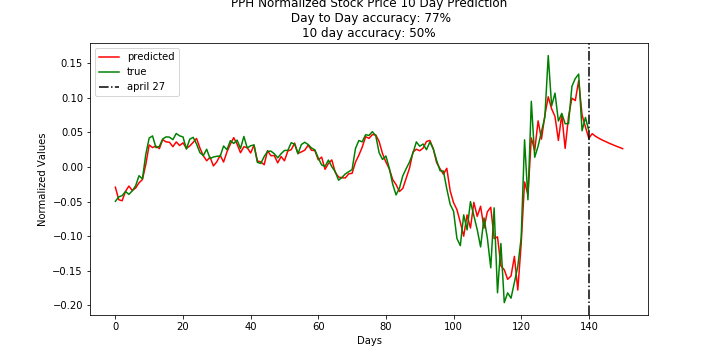 PPH Normalized Stock Price 10 Day Prediction
Day to Day accuracy: 77%
10 day accuracy: 50%
predicted
true
april 27
Normalized Values
0.15
0.10
0.05
0.00
−0.05
−0.10
−0.15
−0.20
0 20 40 60 80 100 120 140
Days